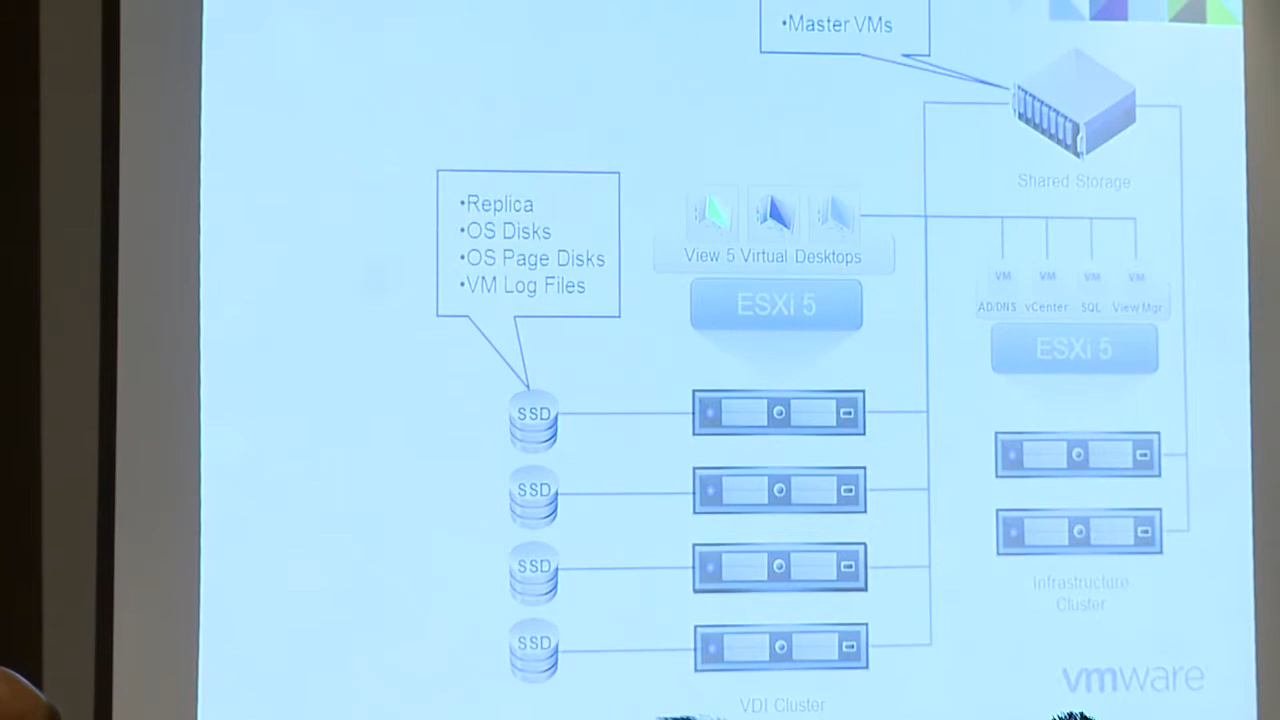 •Master VMs
Shared Storage
•Replica
•OS Disks
•OS Page Disks
•VM Log Files
View 5 Virtual Desktops
ESXi 5
VM VM VM VM
AD/DNS vCenter SQL View Mgr
ESXi 5
SSD
SSD
SSD
SSD
Infrastructure
Cluster
VDI Cluster
vmware